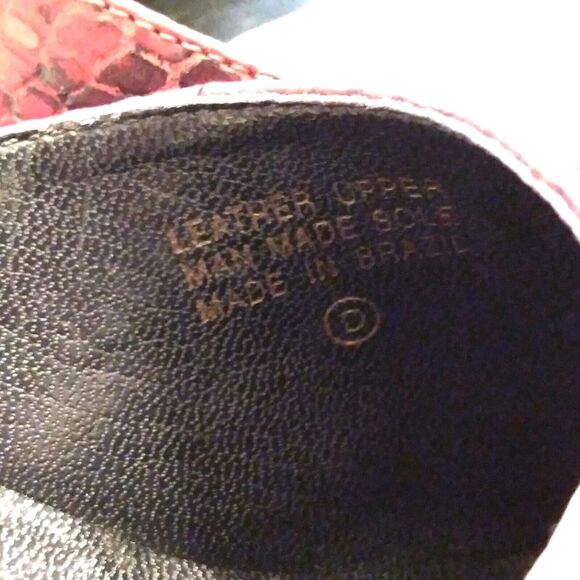 LEATHER UPPER
MAN MADE SOLE
MADE IN BRAZIL
D